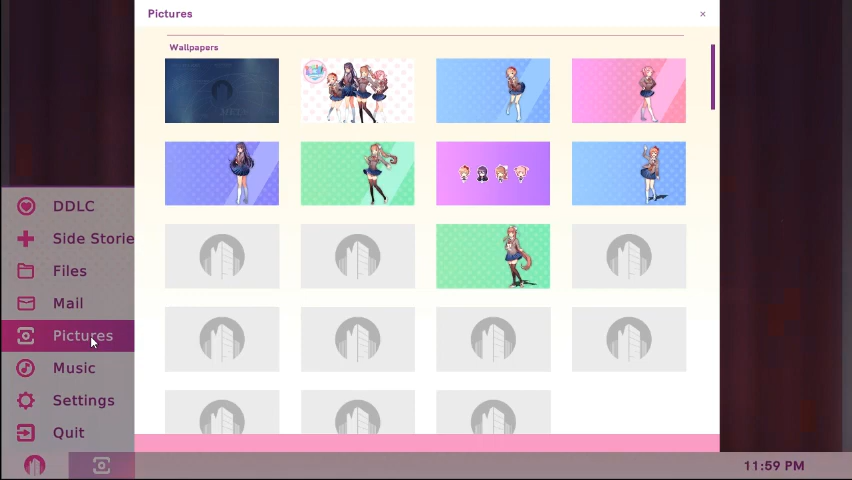 Pictures
×
Wallpapers
DDLC
Side Storie
Files
Mail
Pictures
Music
Settings
Quit
11:59 PM